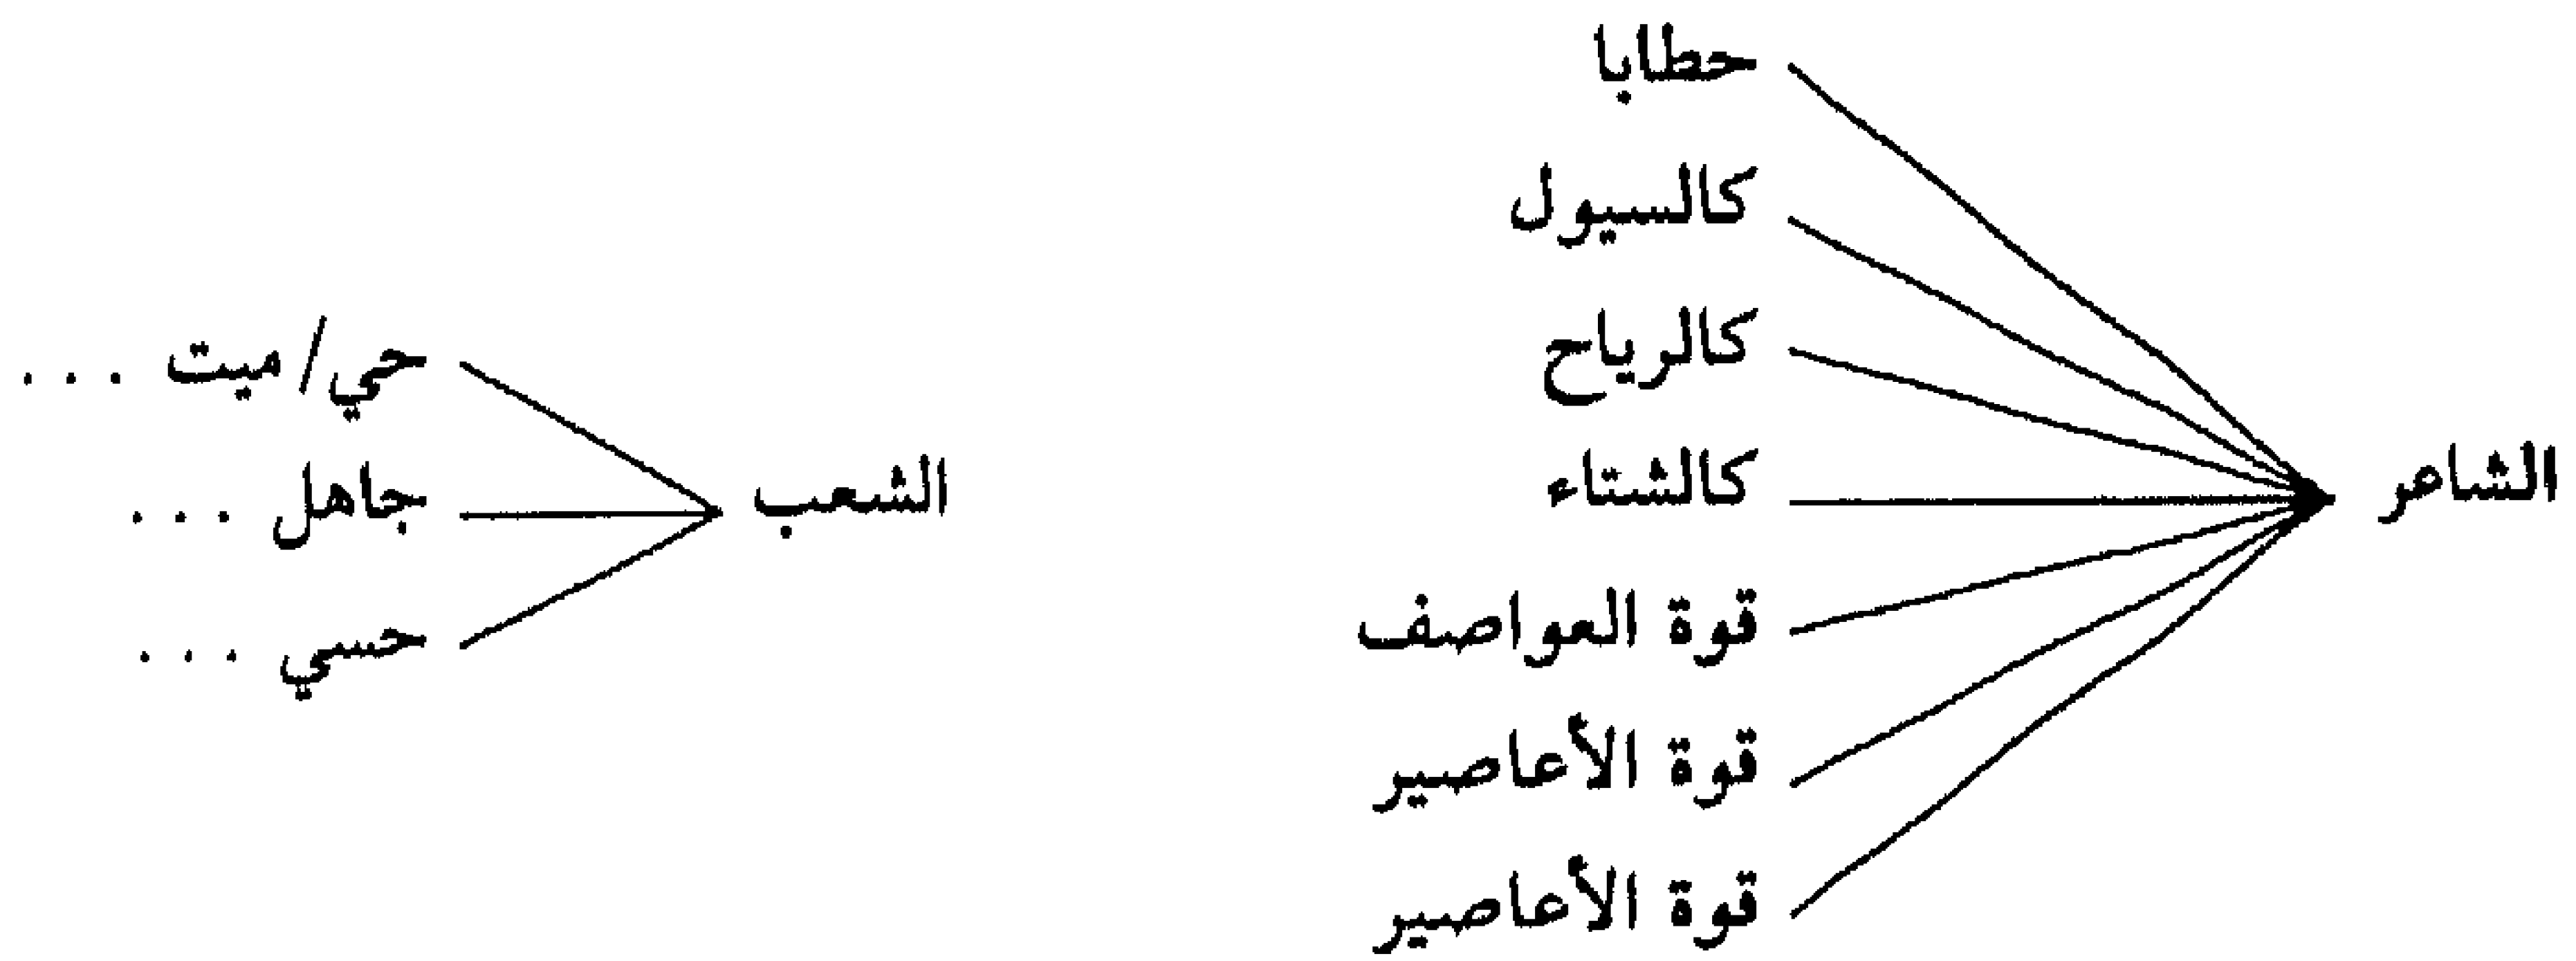 الشاعر
حطابا
كالسيول
كالرياح
كالشتاء
قوة العواصف
قوة الأعاصير
قوة الأعاصير
الشعب
حي/ميت ...
جاهل ...
حسي ...